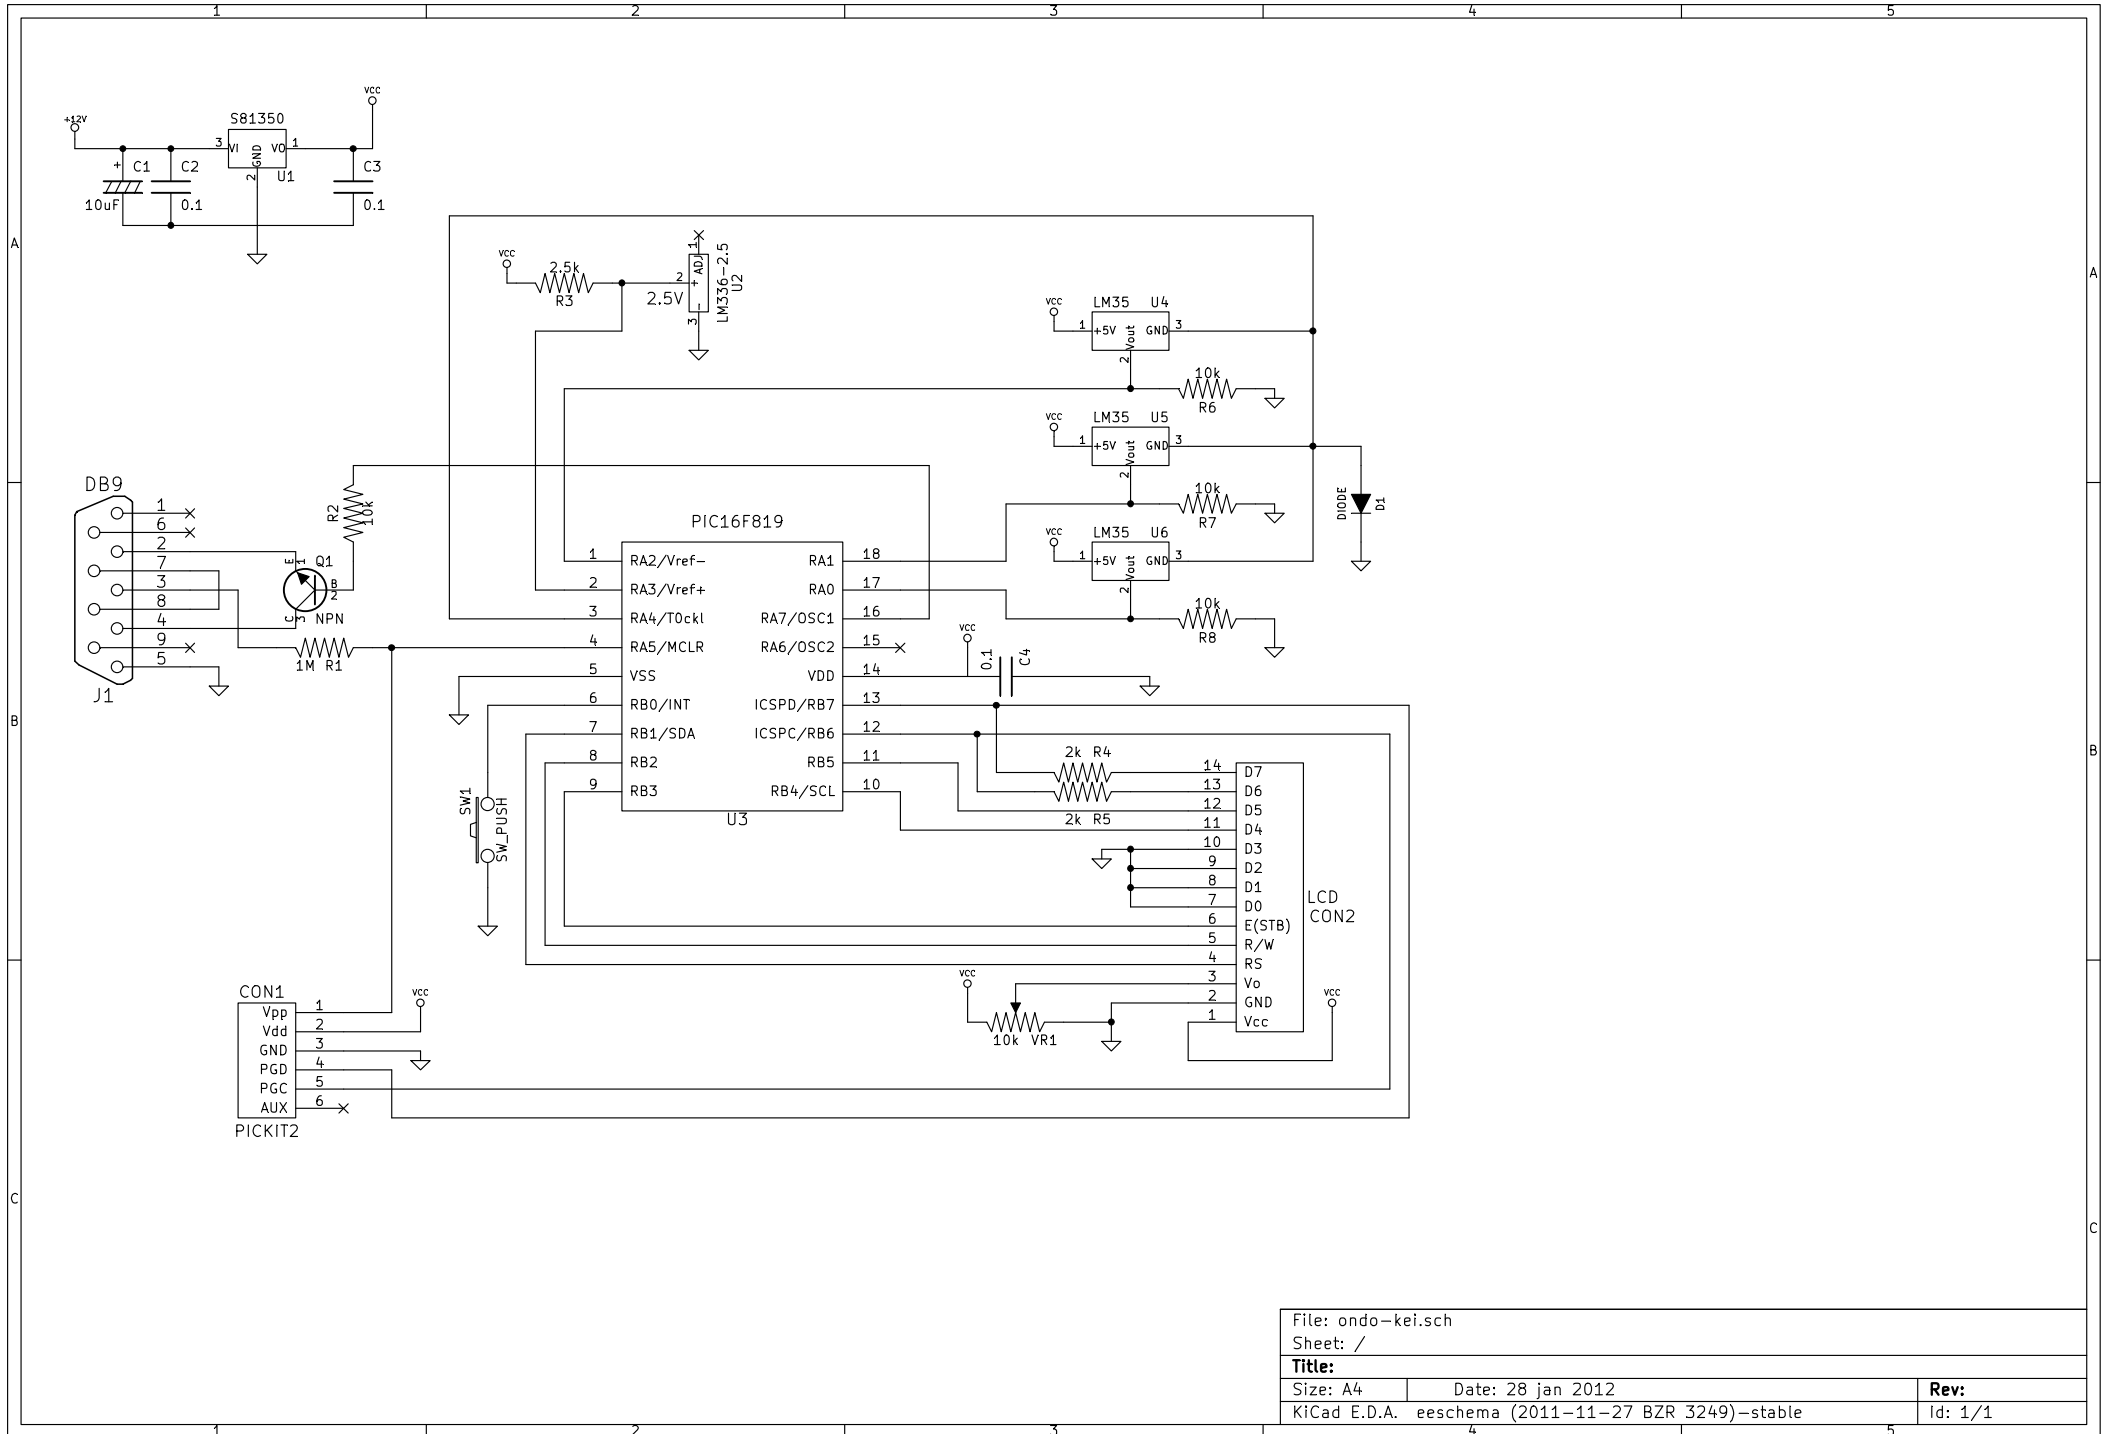 1 2 3 4 5
A
A
B
B
C
C
+12V
VCC
S81350
3 VI GND VO 1
2
U1
C1
+
10uF
C2
0.1
C3
0.1
VCC
2.5k
R3
2.5V
1 ADJ
2 +
3 -
LM336-2.5
U2
VCC
LM35 U4
1 +5V Vout GND 3
2
10k
R6
VCC
LM35 U5
1 +5V Vout GND 3
2
10k
R7
VCC
LM35 U6
1 +5V Vout GND 3
2
10k
R8
DIODE
D1
DB9
1
6
2
7
3
8
4
9
5
J1
R2
10k
Q1
E 1
B 2
C 3
NPN
1M R1
PIC16F819
1 RA2/Vref-
2 RA3/Vref+
3 RA4/T0ckl
4 RA5/MCLR
5 VSS
6 RB0/INT
7 RB1/SDA
8 RB2
9 RB3
RA1 18
RA0 17
RA7/OSC1 16
RA6/OSC2 15
VDD 14
ICSPD/RB7 13
ICSPC/RB6 12
RB5 11
RB4/SCL 10
U3
VCC
0.1
C4
SW1
SW_PUSH
2k R4
2k R5
14 D7
13 D6
12 D5
11 D4
10 D3
9 D2
8 D1
7 D0
6 E(STB)
5 R/W
4 RS
3 Vo
2 GND
1 Vcc
LCD
CON2
VCC
10k VR1
VCC
CON1
Vpp 1
Vdd 2
GND 3
PGD 4
PGC 5
AUX 6
PICKIT2
VCC
File: ondo-kei.sch
Sheet: /
Title:
Size: A4 Date: 28 jan 2012 Rev:
KiCad E.D.A. eeschema (2011-11-27 BZR 3249)-stable Id: 1/1
1 2 3 4 5